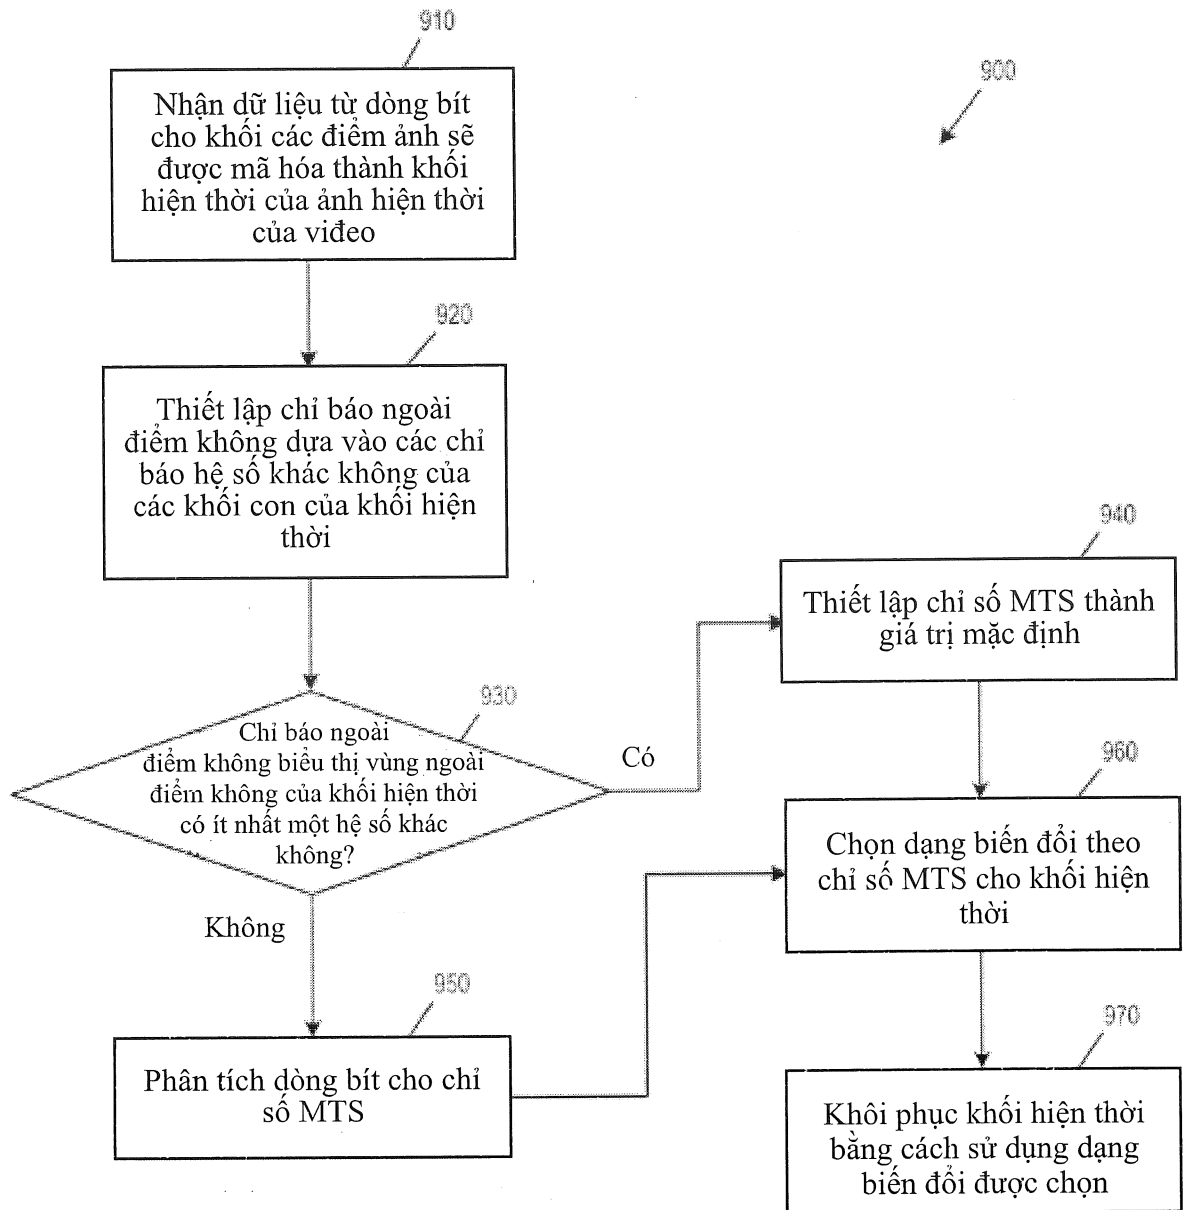 910
Nhận dữ liệu từ dòng bít
cho khối các điểm ảnh sẽ
được mã hóa thành khối
hiện thời của ảnh hiện thời
của viđeo
900
920
Thiết lập chỉ báo ngoài
điểm không dựa vào các chỉ
báo hệ số khác không của
các khối con của khối hiện
thời
930
Chỉ báo ngoài
điểm không biểu thị vùng ngoài
điểm không của khối hiện thời
có ít nhất một hệ số khác
không?
Có
Không
940
Thiết lập chỉ số MTS thành
giá trị mặc định
950
Phân tích dòng bít cho chỉ
số MTS
960
Chọn dạng biến đổi theo
chỉ số MTS cho khối hiện
thời
970
Khôi phục khối hiện thời
bằng cách sử dụng dạng
biến đổi được chọn